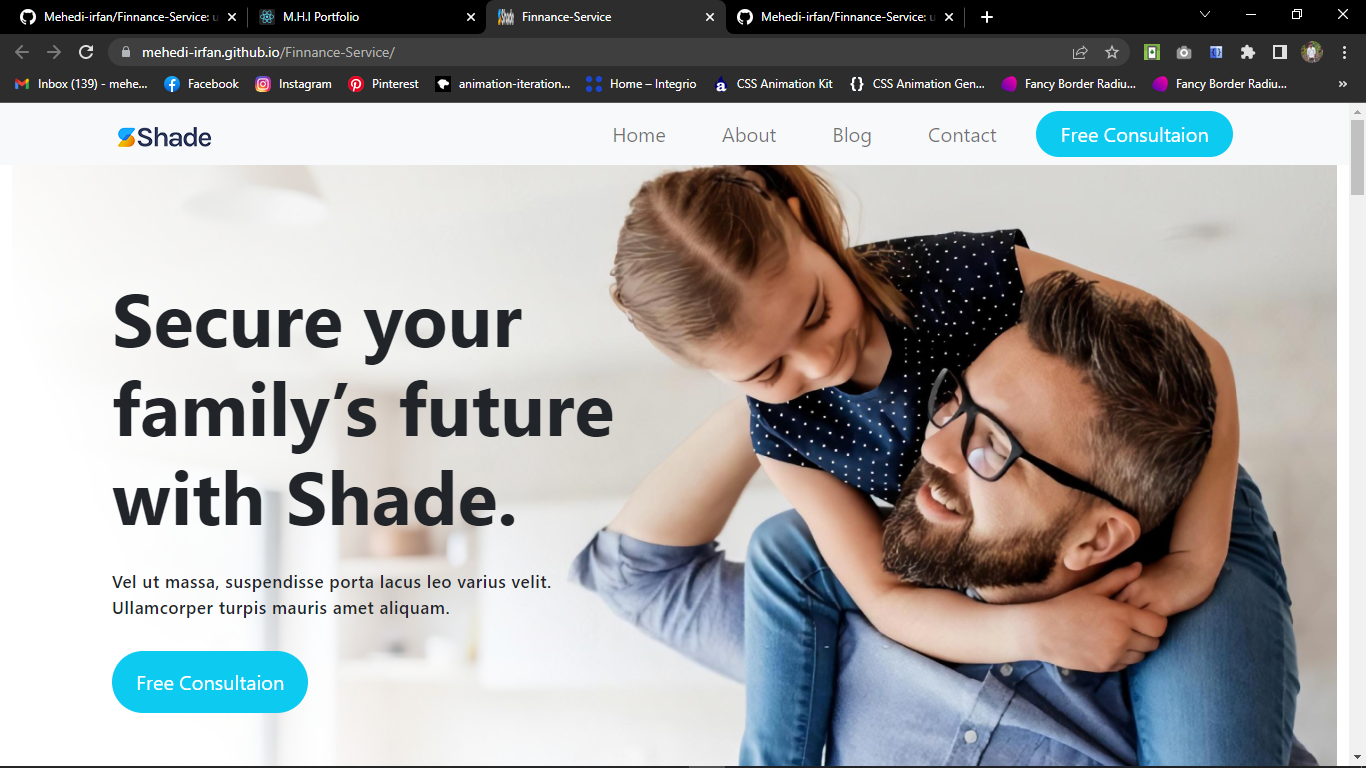 Mehedi-irfan/Finnance-Service: u
M.H.I Portfolio
Finnance-Service
Mehedi-irfan/Finnance-Service: u
mehedi-irfan.github.io/Finnance-Service/
Inbox (139) - mehe...
Facebook
Instagram
Pinterest
animation-iteration...
Home – Integrio
CSS Animation Kit
CSS Animation Gen...
Fancy Border Radiu...
Fancy Border Radiu...
Shade
Home
About
Blog
Contact
Free Consultaion
Secure your
family’s future
with Shade.
Vel ut massa, suspendisse porta lacus leo varius velit.
Ullamcorper turpis mauris amet aliquam.
Free Consultaion